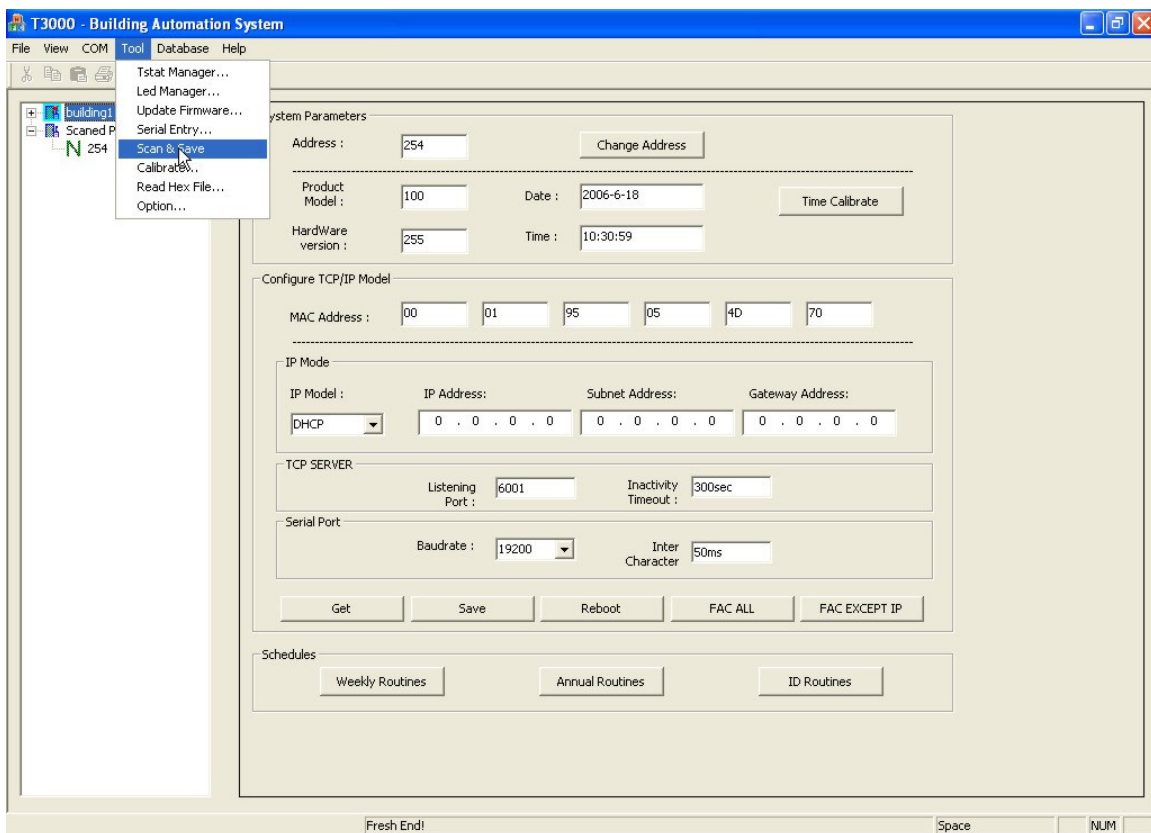 T3000 - Building Automation System
File View COM Tool Database Help
Tstat Manager...
Led Manager...
Update Firmware...
Serial Entry...
Scan & Save
Calibrate...
Read Hex File...
Option...
building1
Scaned P
254
ystem Parameters
Address : 254 Change Address
Product Model : 100 Date : 2006-6-18 Time Calibrate
HardWare version : 255 Time : 10:30:59
Configure TCP/IP Model
MAC Address : 00 01 95 05 4D 70
IP Mode
IP Model : IP Address: Subnet Address: Gateway Address:
DHCP 0 . 0 . 0 . 0 0 . 0 . 0 . 0 0 . 0 . 0 . 0
TCP SERVER
Listening Port : 6001 Inactivity Timeout : 300sec
Serial Port
Baudrate : 19200 Inter Character 50ms
Get Save Reboot FAC ALL FAC EXCEPT IP
Schedules
Weekly Routines Annual Routines ID Routines
Fresh End! Space NUM